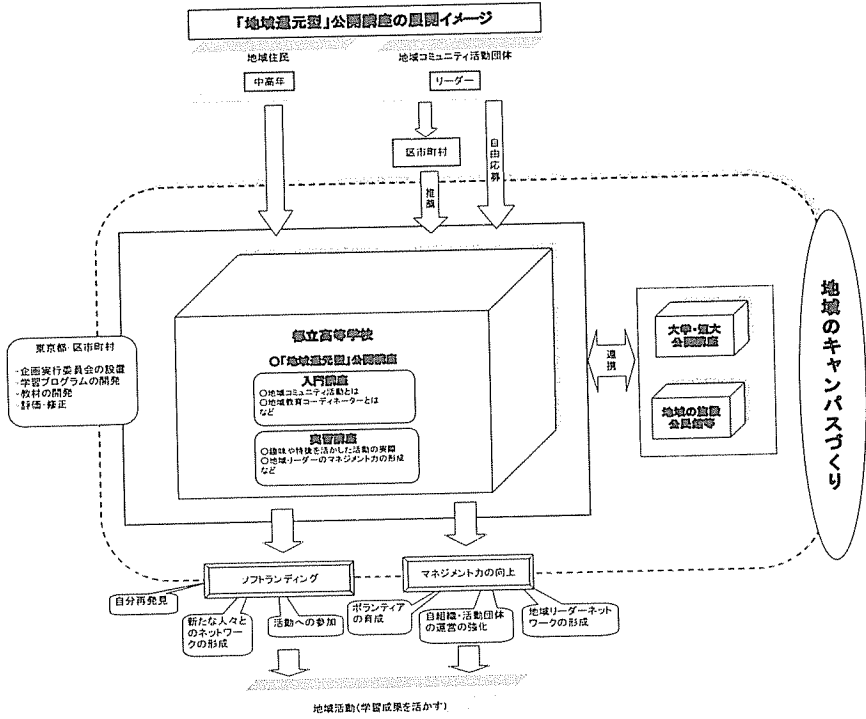 「地域還元型」公開講座の展開イメージ
地域住民
地域コミュニティ活動団体
中高年
リーダー
区市町村
自由応募
推薦
都立高等学校
○「地域還元型」公開講座
入門講座
○地域コミュニティ活動とは
○地域教育コーディネーターとは
など
実習講座
○趣味や特技を活かした活動の実際
○地域リーダーのマネジメント力の形成
など
東京都・区市町村
・企画実行委員会の設置
・学習プログラムの開発
・教材の開発
・評価・修正
連携
大学・短大
公開講座
地域の施設
公民館等
地域のキャンパスづくり
ソフトランディング
マネジメント力の向上
自分再発見
新たな人々と
のネットワー
クの形成
活動への参加
ボランティア
の育成
自組織・活動団体
の運営の強化
地域リーダーネット
ワークの形成
地域活動(学習成果を活かす)